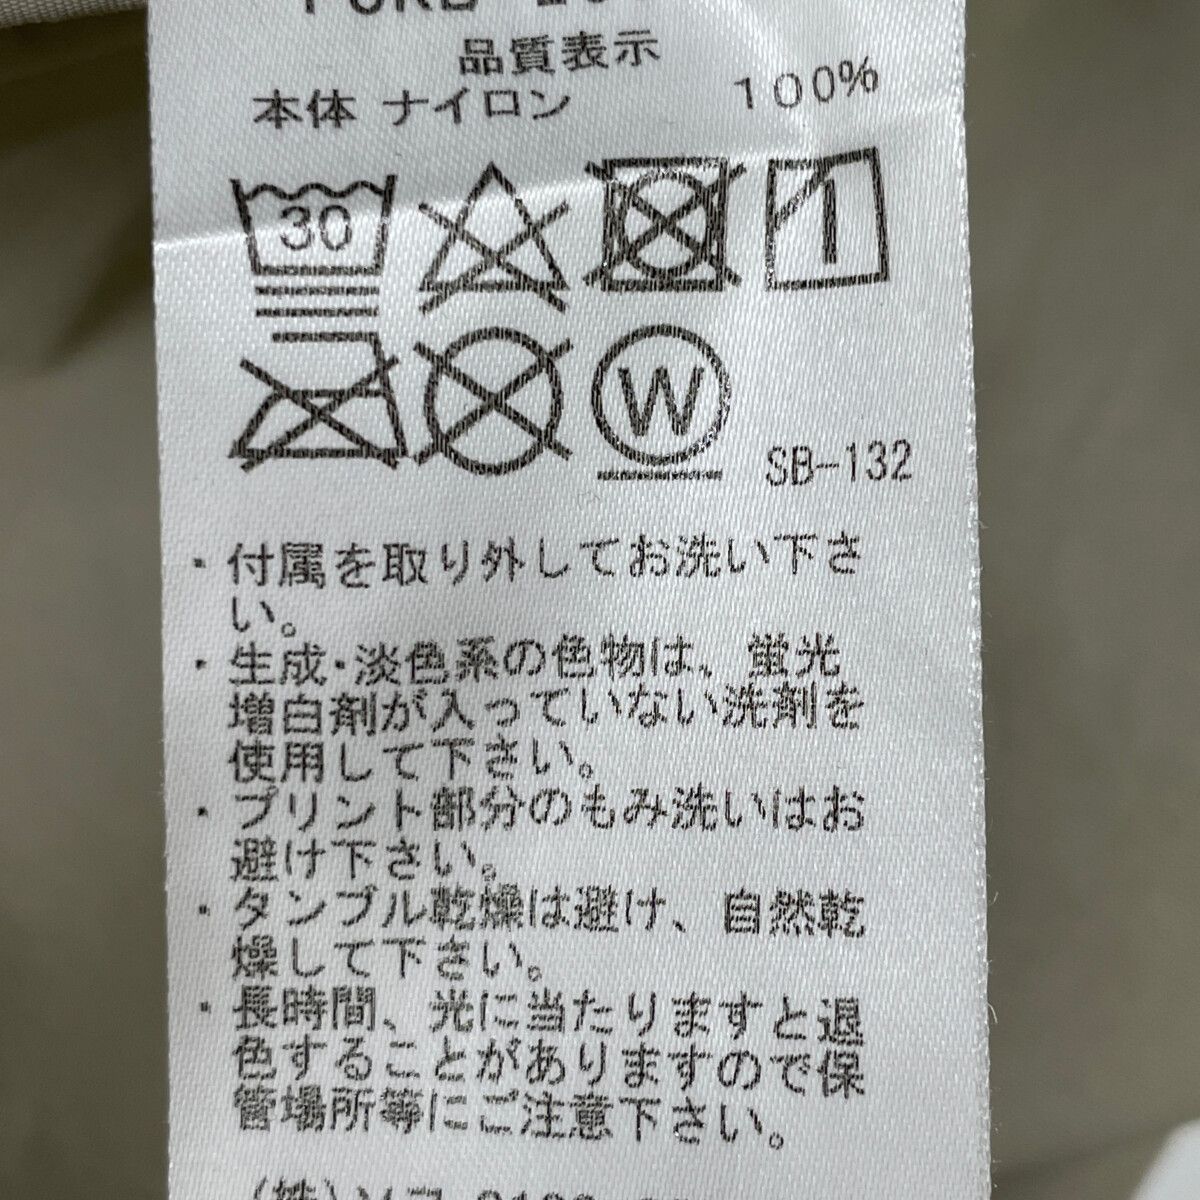 品質表示
本体 ナイロン 100%
30
W
SB-132
・付属を取り外してお洗い下さ
い。
・生成・淡色系の色物は、蛍光
増白剤が入っていない洗剤を
使用して下さい。
・プリント部分のもみ洗いはお
避け下さい。
・タンブル乾燥は避け、自然乾
燥して下さい。
・長時間、光に当たりますと退
色することがありますので保
管場所等にご注意下さい。